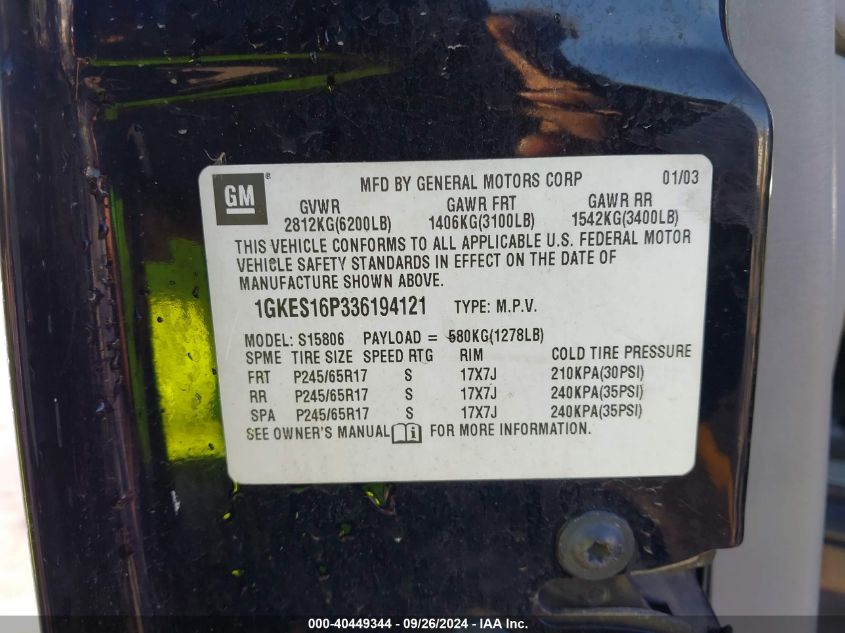 GM
MFD BY GENERAL MOTORS CORP 01/03
GVWR GAWR FRT GAWR RR
2812KG(6200LB) 1406KG(3100LB) 1542KG(3400LB)
THIS VEHICLE CONFORMS TO ALL APPLICABLE U.S. FEDERAL MOTOR
VEHICLE SAFETY STANDARDS IN EFFECT ON THE DATE OF
MANUFACTURE SHOWN ABOVE.
1GKES16P336194121 TYPE: M.P.V.
MODEL: S15806 PAYLOAD = 580KG(1278LB)
SPME TIRE SIZE SPEED RTG RIM COLD TIRE PRESSURE
FRT P245/65R17 S 17X7J 210KPA(30PSI)
RR P245/65R17 S 17X7J 240KPA(35PSI)
SPA P245/65R17 S 17X7J 240KPA(35PSI)
SEE OWNER'S MANUAL i FOR MORE INFORMATION.
000-40449344 - 09/26/2024 - IAA Inc.